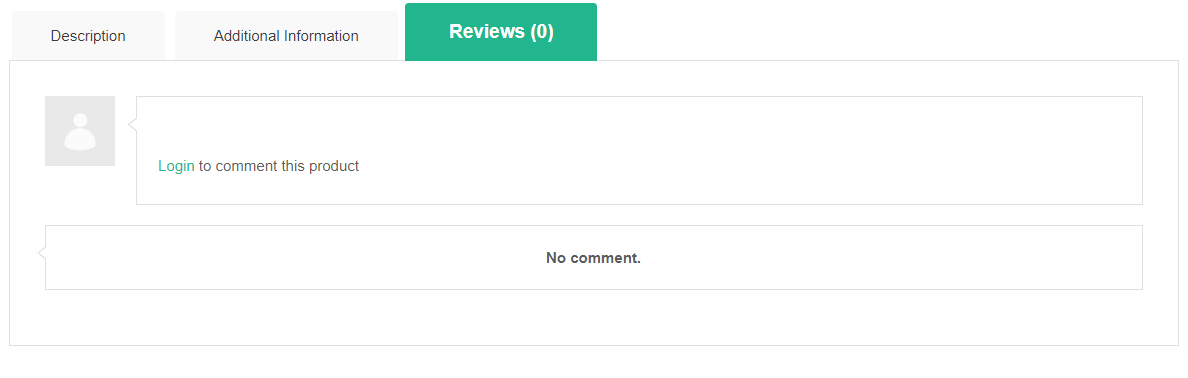 Description
Additional Information
Reviews (0)
Login to comment this product
No comment.